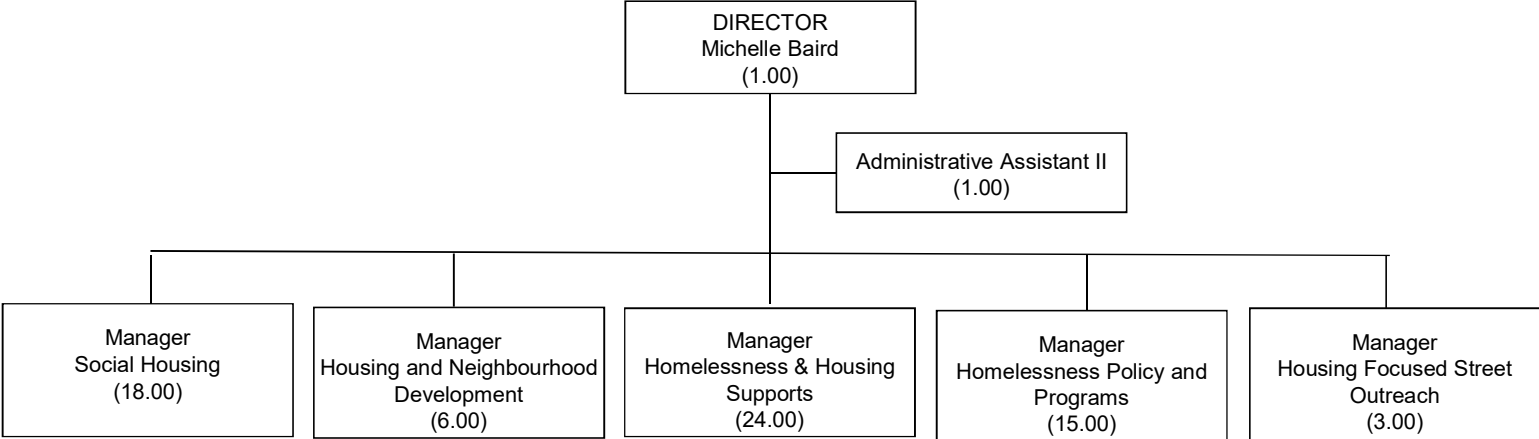 DIRECTOR
Michelle Baird
(1.00)
Administrative Assistant II
(1.00)
Manager
Social Housing
(18.00)
Manager
Housing and Neighbourhood
Development
(6.00)
Manager
Homelessness & Housing
Supports
(24.00)
Manager
Homelessness Policy and
Programs
(15.00)
Manager
Housing Focused Street
Outreach
(3.00)